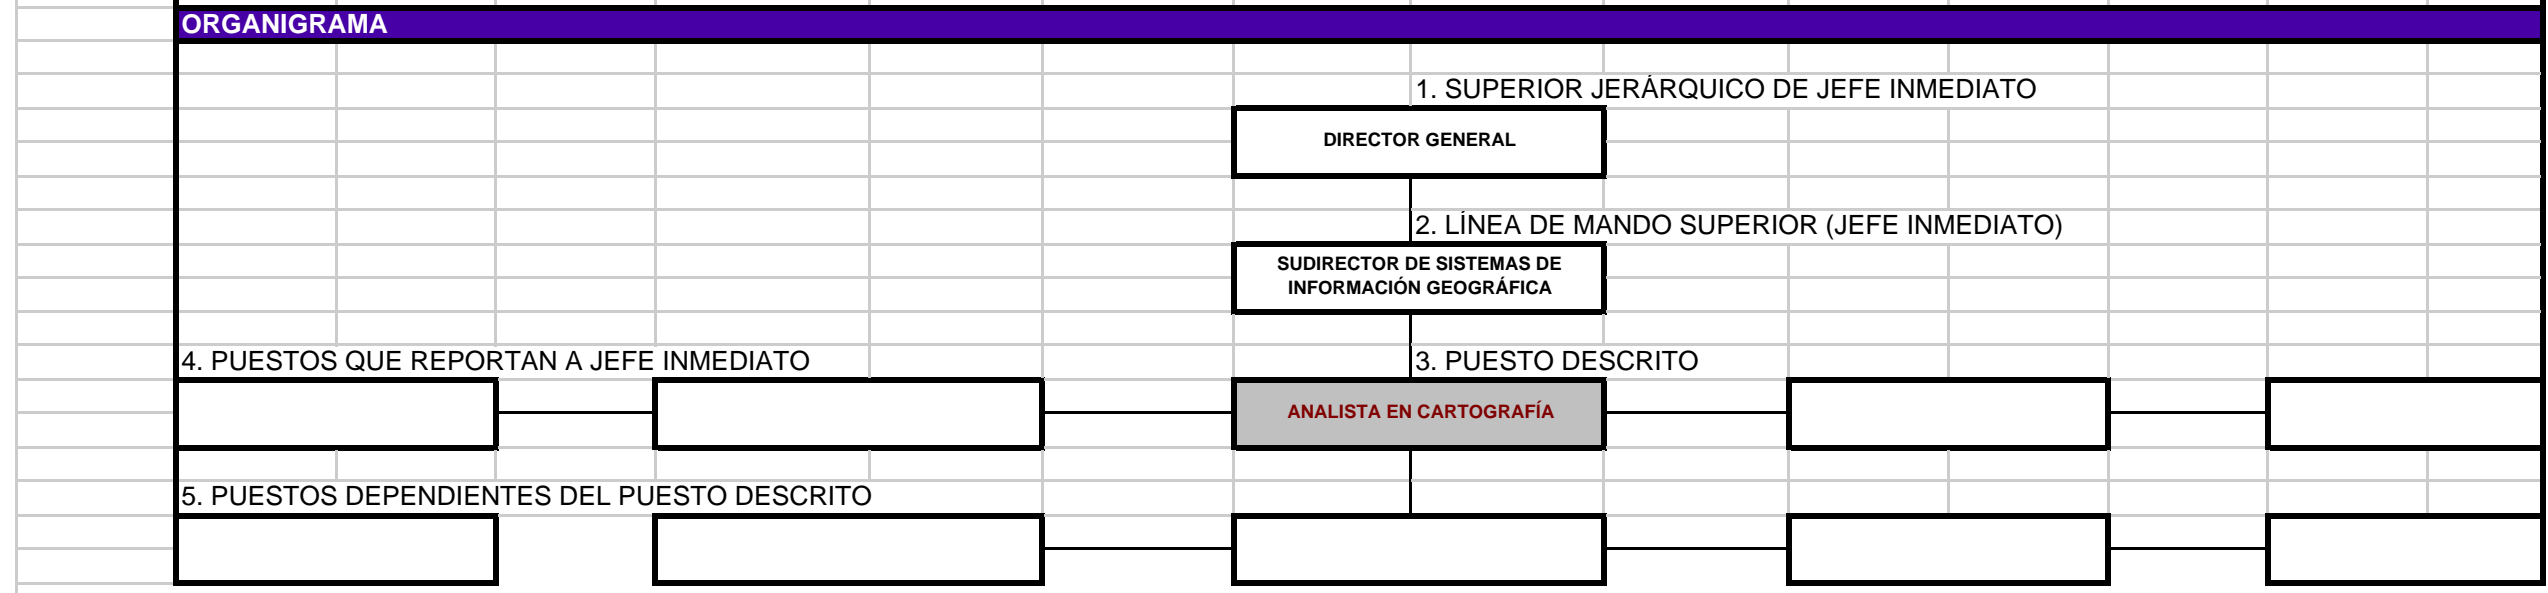 ORGANIGRAMA
1. SUPERIOR JERÁRQUICO DE JEFE INMEDIATO
DIRECTOR GENERAL
2. LÍNEA DE MANDO SUPERIOR (JEFE INMEDIATO)
SUDIRECTOR DE SISTEMAS DE
INFORMACIÓN GEOGRÁFICA
4. PUESTOS QUE REPORTAN A JEFE INMEDIATO
3. PUESTO DESCRITO
ANALISTA EN CARTOGRAFÍA
5. PUESTOS DEPENDIENTES DEL PUESTO DESCRITO